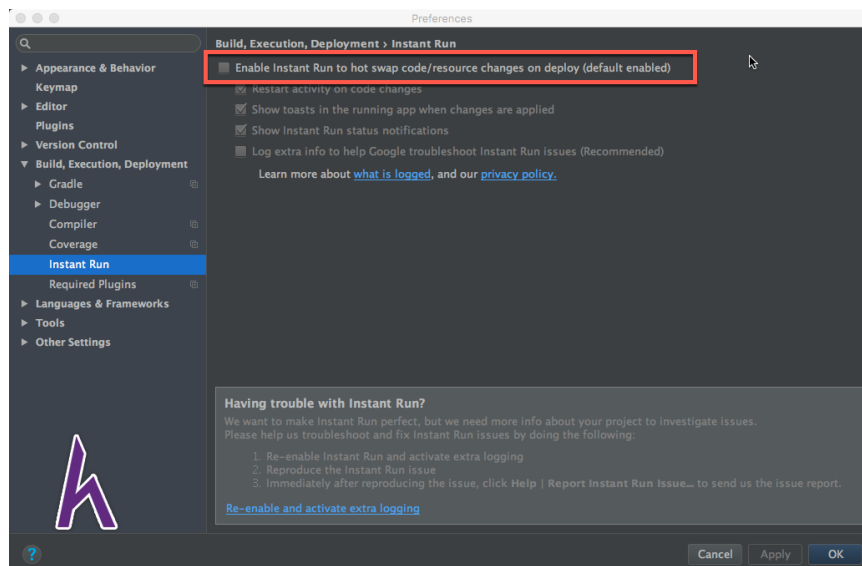 Preferences
Build, Execution, Deployment › Instant Run
Enable Instant Run to hot swap code/resource changes on deploy (default enabled)
Restart activity on code changes
Show toasts in the running app when changes are applied
Show Instant Run status notifications
Log extra info to help Google troubleshoot Instant Run issues (Recommended)
Learn more about what is logged, and our privacy policy.
Appearance & Behavior
Keymap
Editor
Plugins
Version Control
Build, Execution, Deployment
Gradle
Debugger
Compiler
Coverage
Instant Run
Required Plugins
Languages & Frameworks
Tools
Other Settings
Having trouble with Instant Run?
We want to make Instant Run perfect, but we need more info about your project to investigate issues.
Please help us troubleshoot and fix Instant Run issues by doing the following:
1. Re-enable Instant Run and activate extra logging
2. Reproduce the Instant Run issue
3. Immediately after reproducing the issue, click Help | Report Instant Run Issue... to send us the issue report.
Re-enable and activate extra logging
?
Cancel
Apply
OK